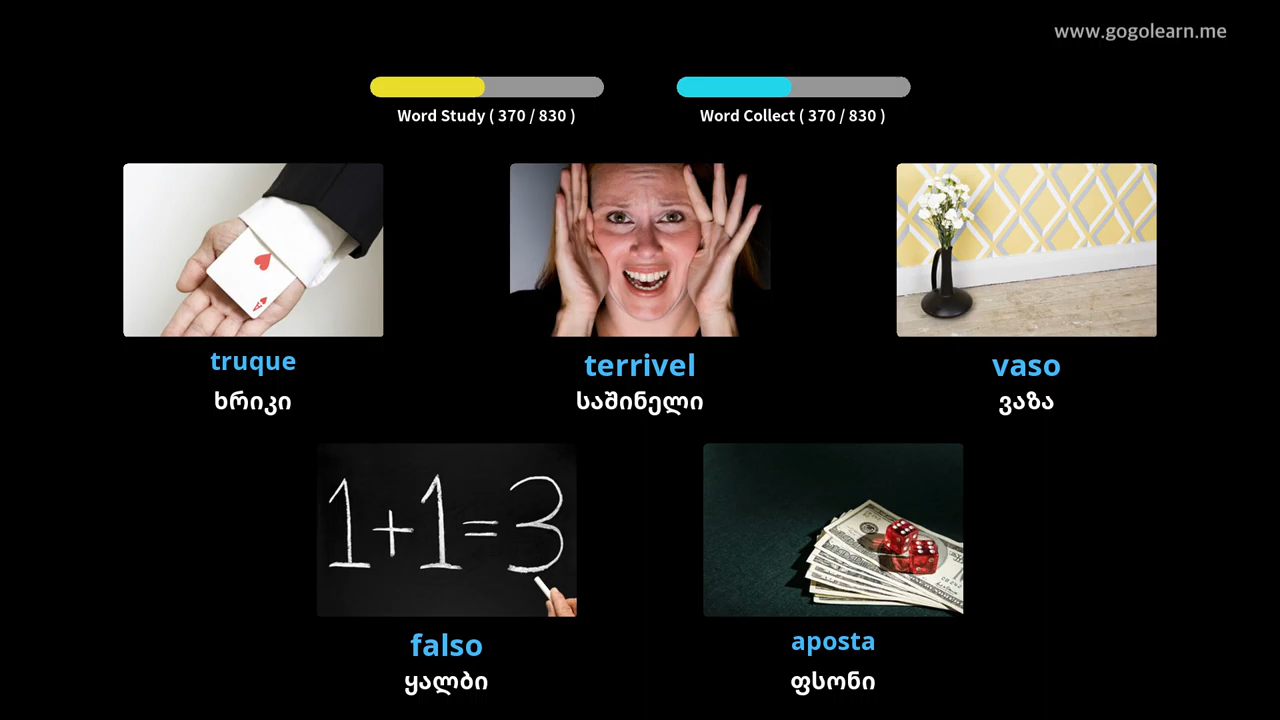 www.gogolearn.me
Word Study ( 370 / 830 )
Word Collect ( 370 / 830 )
truque
ხრიკი
terrivel
საშინელი
vaso
ვაზა
1+1=3
falso
ყალბი
aposta
ფსონი